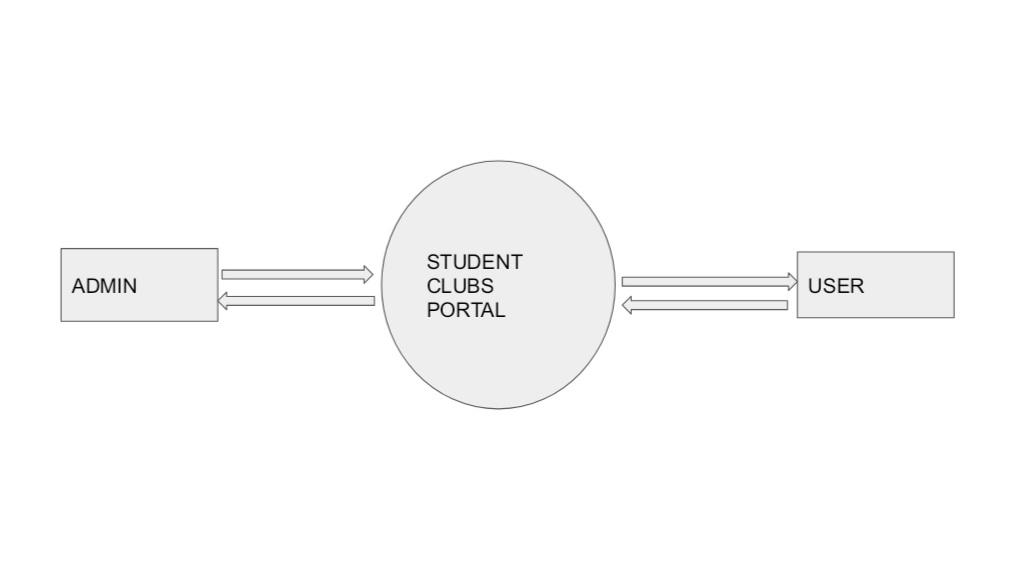 ADMIN
STUDENT
CLUBS
PORTAL
USER